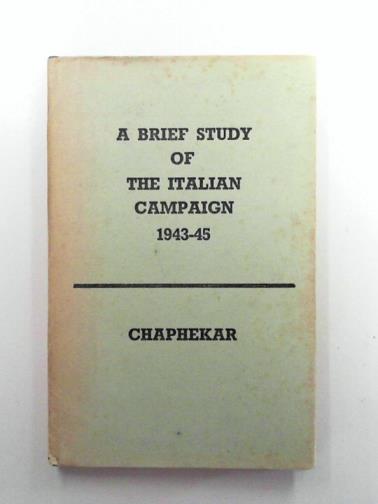 A BRIEF STUDY
OF
THE ITALIAN
CAMPAIGN
1943-45
CHAPHEKAR